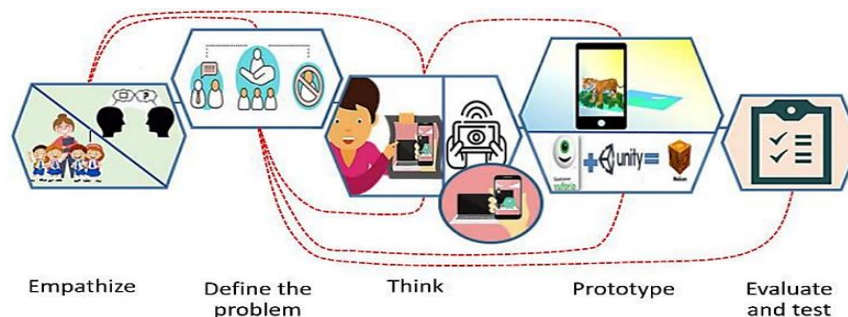 ?
unity
Empathize
Define the
problem
Think
Prototype
Evaluate
and test